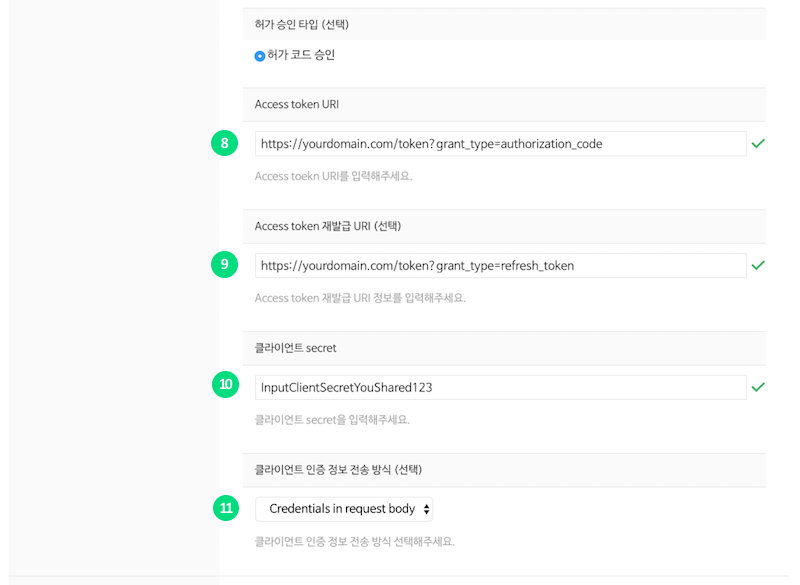 허가 승인 타입 (선택)
허가 코드 승인
Access token URI
8
https://yourdomain.com/token?grant_type=authorization_code
Access toekn URI를 입력해주세요.
Access token 재발급 URI (선택)
9
https://yourdomain.com/token?grant_type=refresh_token
Access token 재발급 URI 정보를 입력해주세요.
클라이언트 secret
10
InputClientSecretYouShared123
클라이언트 secret을 입력해주세요.
클라이언트 인증 정보 전송 방식 (선택)
11
Credentials in request body
클라이언트 인증 정보 전송 방식 선택해주세요.